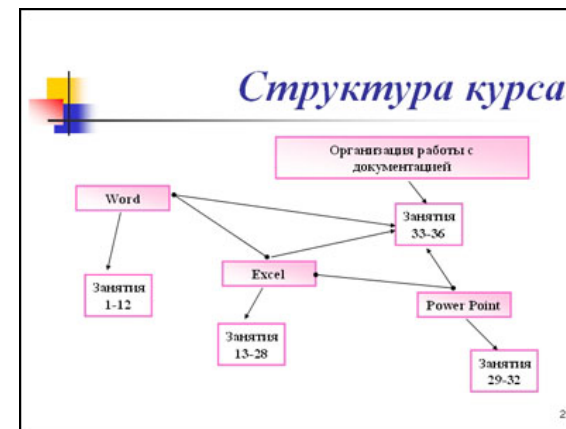 Структура курса
Организация работы с
документацией
Word
Занятия
33-36
Excel
Занятия
1-12
Power Point
Занятия
13-28
Занятия
29-32
2